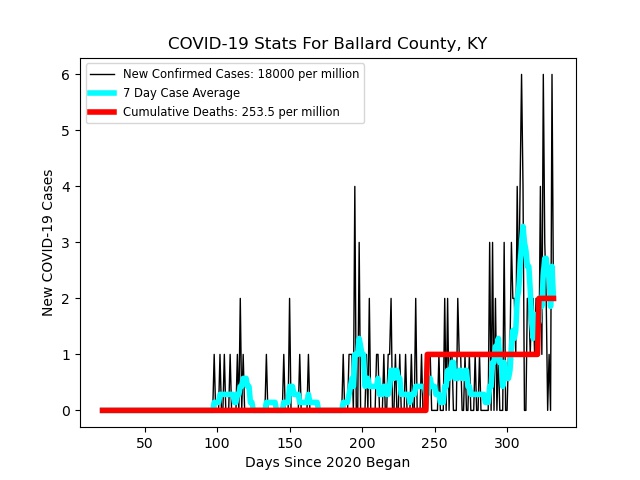 COVID-19 Stats For Ballard County, KY
New Confirmed Cases: 18000 per million
7 Day Case Average
Cumulative Deaths: 253.5 per million
New COVID-19 Cases
6
5
4
3
2
1
0
50 100 150 200 250 300
Days Since 2020 Began